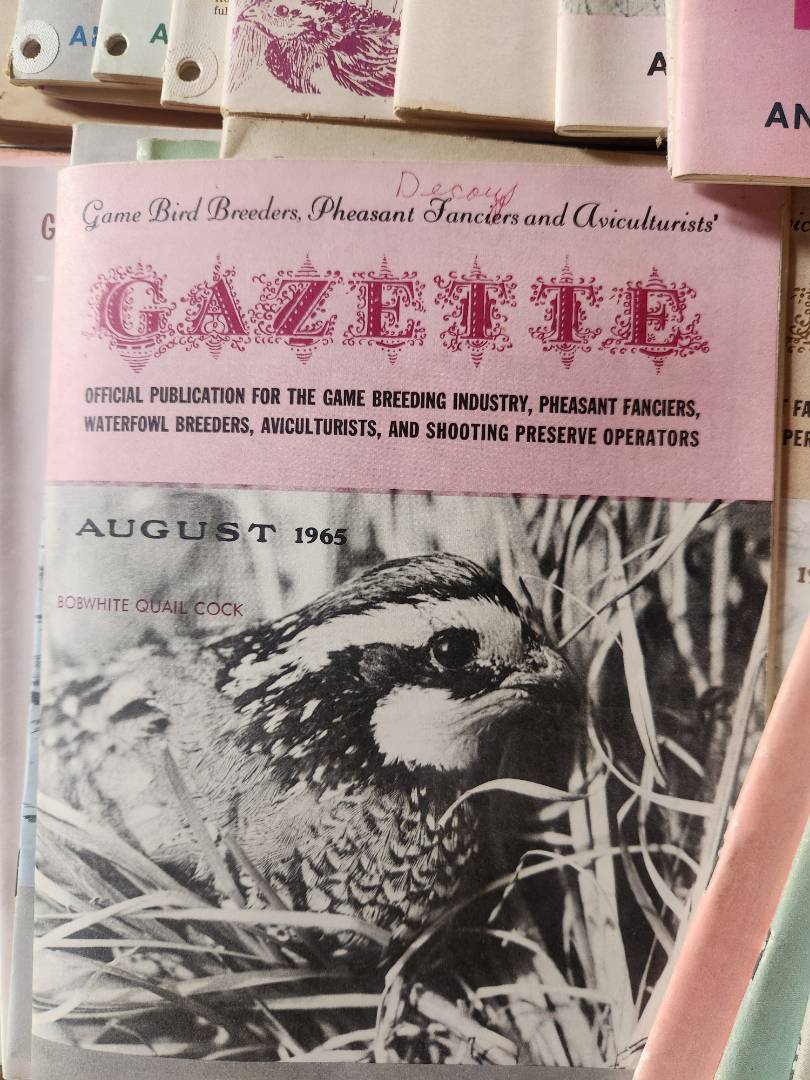 Decoys
Game Bird Breeders, Pheasant Fanciers and Aviculturists'
GAZETTE
OFFICIAL PUBLICATION FOR THE GAME BREEDING INDUSTRY, PHEASANT FANCIERS,
WATERFOWL BREEDERS, AVICULTURISTS, AND SHOOTING PRESERVE OPERATORS
AUGUST 1965
BOBWHITE QUAIL COCK